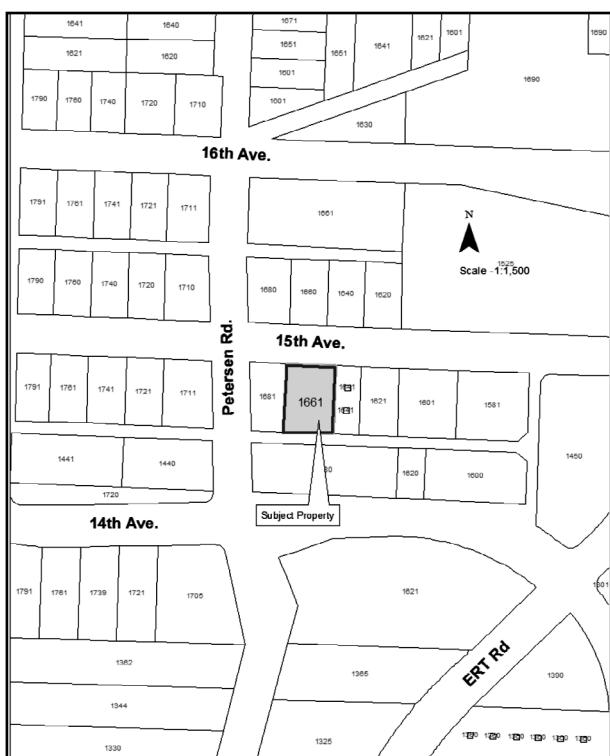 1641 1640 1671 1641 1621 1601 1690
1651 1651
1621 1620 1601 1690
1790 1760 1740 1720 1710 1601 1630
16th Ave.
1791 1761 1741 1721 1711 1661
N
Scale -1:1,500
1790 1760 1740 1720 1710 1680 1660 1640 1620
15th Ave.
Petersen Rd.
1791 1761 1741 1721 1711 1681 1661 1641 1621 1601 1581
1641
1441 1440 1620 1600 1450
1720
Subject Property
14th Ave.
1791 1761 1739 1721 1705 1621 1301
1362 1365 ERT Rd 1390
1344
1330 1325